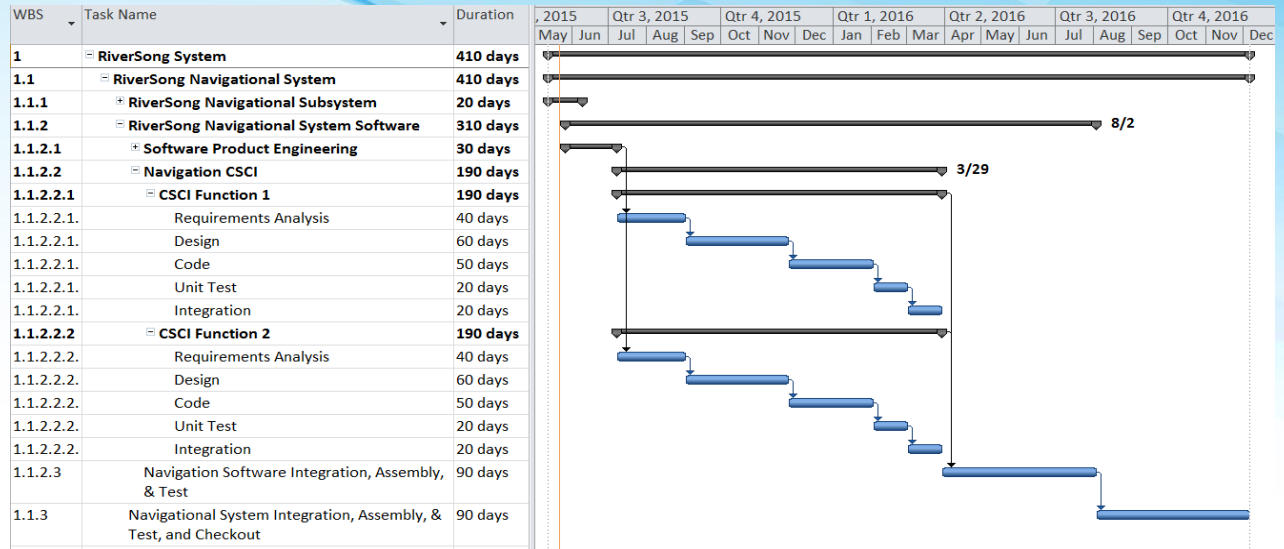 WBS Task Name Duration , 2015 Qtr 3, 2015 Qtr 4, 2015 Qtr 1, 2016 Qtr 2, 2016 Qtr 3, 2016 Qtr 4, 2016
May Jun Jul Aug Sep Oct Nov Dec Jan Feb Mar Apr May Jun Jul Aug Sep Oct Nov Dec
1 RiverSong System 410 days
1.1 RiverSong Navigational System 410 days
1.1.1 RiverSong Navigational Subsystem 20 days
1.1.2 RiverSong Navigational System Software 310 days 8/2
1.1.2.1 Software Product Engineering 30 days
1.1.2.2 Navigation CSCI 190 days 3/29
1.1.2.2.1 CSCI Function 1 190 days
1.1.2.2.1. Requirements Analysis 40 days
1.1.2.2.1. Design 60 days
1.1.2.2.1. Code 50 days
1.1.2.2.1. Unit Test 20 days
1.1.2.2.1. Integration 20 days
1.1.2.2.2 CSCI Function 2 190 days
1.1.2.2.2. Requirements Analysis 40 days
1.1.2.2.2. Design 60 days
1.1.2.2.2. Code 50 days
1.1.2.2.2. Unit Test 20 days
1.1.2.2.2. Integration 20 days
1.1.2.3 Navigation Software Integration, Assembly, 90 days
& Test
1.1.3 Navigational System Integration, Assembly, & 90 days
Test, and Checkout